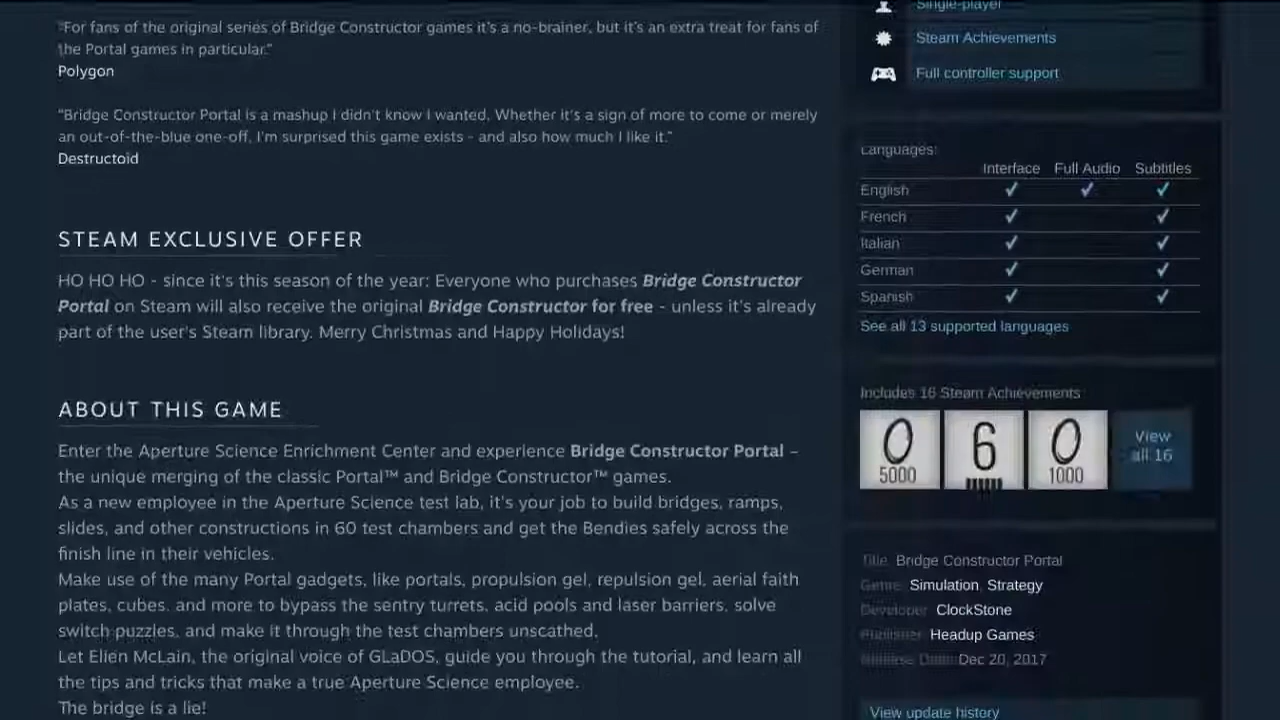 "For fans of the original series of Bridge Constructor games it's a no-brainer, but it's an extra treat for fans of
the Portal games in particular."
Polygon
"Bridge Constructor Portal is a mashup I didn't know I wanted. Whether it's a sign of more to come or merely
an out-of-the-blue one-off, I'm surprised this game exists - and also how much I like it."
Destructoid
STEAM EXCLUSIVE OFFER
HO HO HO - since it's this season of the year: Everyone who purchases Bridge Constructor
Portal on Steam will also receive the original Bridge Constructor for free - unless it's already
part of the user's Steam library. Merry Christmas and Happy Holidays!
ABOUT THIS GAME
Enter the Aperture Science Enrichment Center and experience Bridge Constructor Portal –
the unique merging of the classic Portal™ and Bridge Constructor™ games.
As a new employee in the Aperture Science test lab, it's your job to build bridges, ramps,
slides, and other constructions in 60 test chambers and get the Bendies safely across the
finish line in their vehicles.
Make use of the many Portal gadgets, like portals, propulsion gel, repulsion gel, aerial faith
plates, cubes, and more to bypass the sentry turrets, acid pools and laser barriers, solve
switch puzzles, and make it through the test chambers unscathed.
Let Ellen McLain, the original voice of GLaDOS, guide you through the tutorial, and learn all
the tips and tricks that make a true Aperture Science employee.
The bridge is a lie!
Single-player
Steam Achievements
Full controller support
Languages:
Interface Full Audio Subtitles
English ✔ ✔ ✔
French ✔ ✔
Italian ✔ ✔
German ✔ ✔
Spanish ✔ ✔
See all 13 supported languages
Includes 16 Steam Achievements
0 6 0 View
5000 1000 all 16
Title: Bridge Constructor Portal
Genre: Simulation, Strategy
Developer: ClockStone
Publisher: Headup Games
Release Date: Dec 20, 2017
View update history